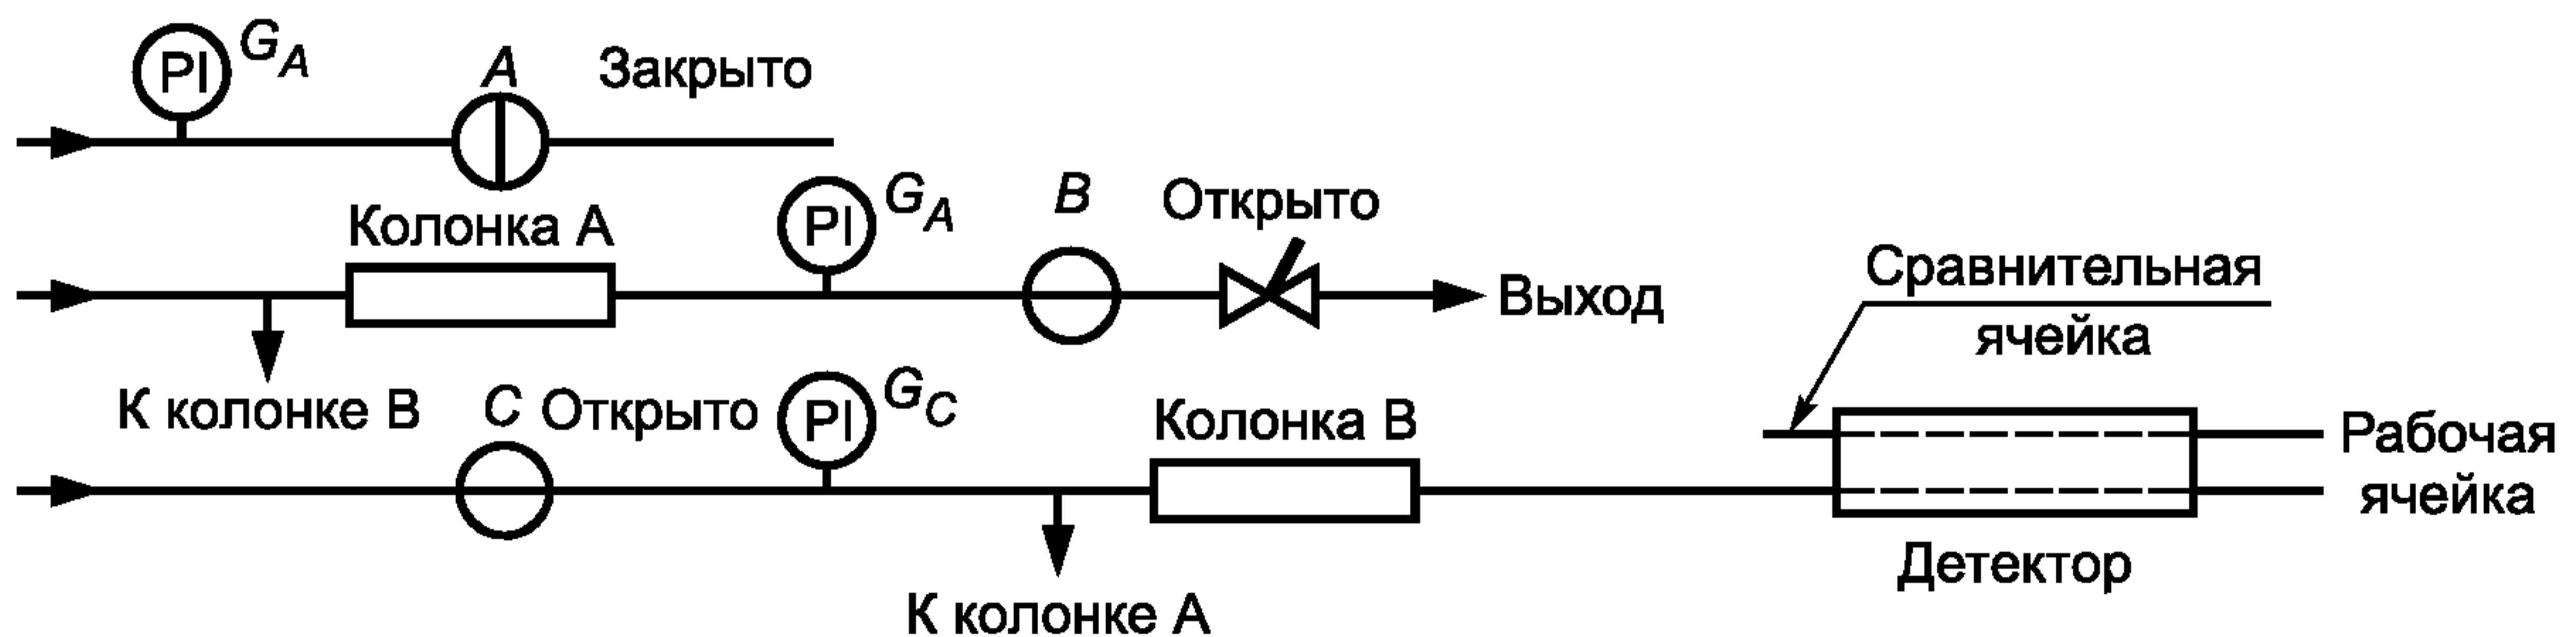 PI G_A A Закрыто
Колонка А PI G_A B Открыто
Выход
Сравнительная
ячейка
К колонке В C Открыто PI G_C Колонка В
Рабочая
ячейка
Детектор
К колонке А